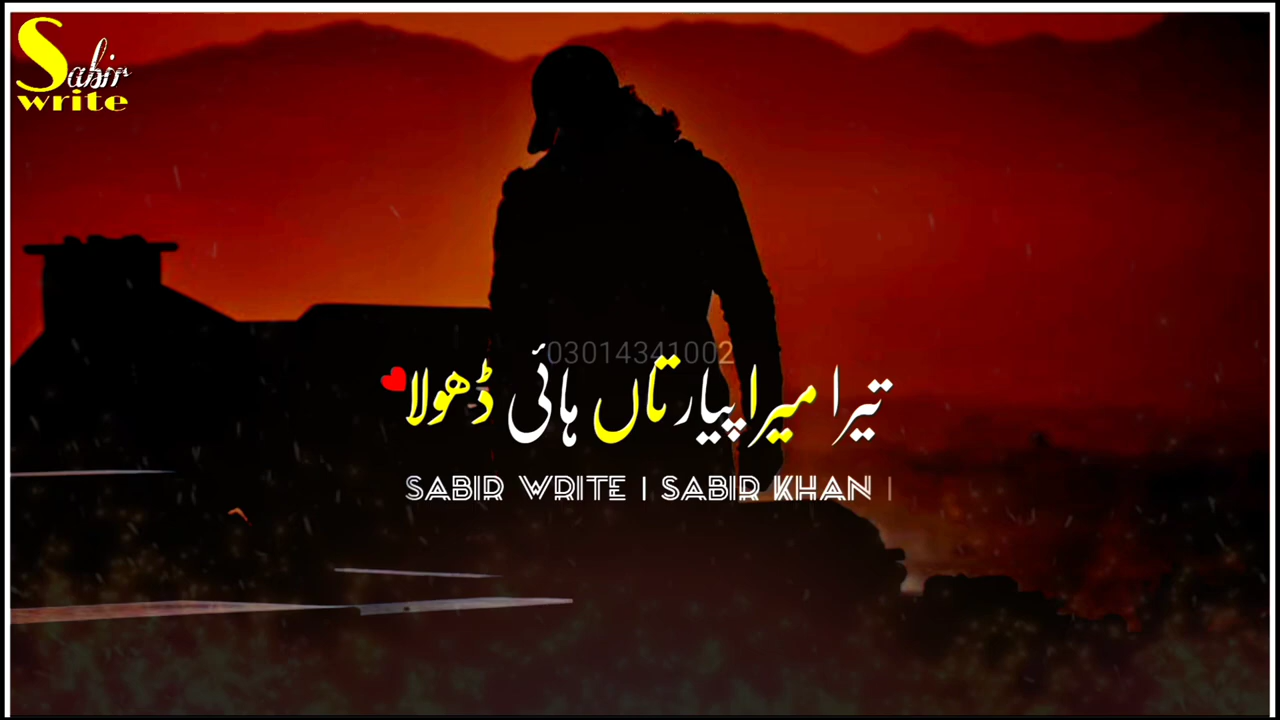 Sabir
write
03014341002
تیرا میرا پیار تاں ہائی ڈھولا
SABIR WRITE | SABIR KHAN |